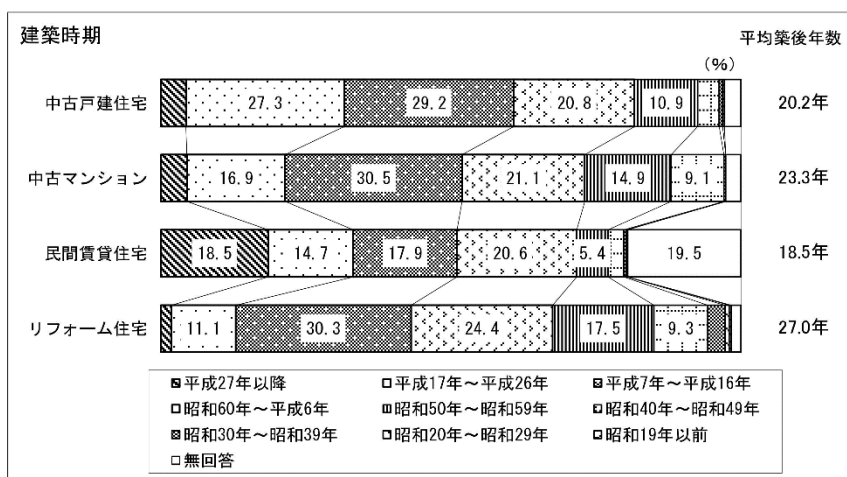 建築時期
平均築後年数
(%)
中古戸建住宅 27.3 29.2 20.8 10.9 20.2年
中古マンション 16.9 30.5 21.1 14.9 9.1 23.3年
民間賃貸住宅 18.5 14.7 17.9 20.6 5.4 19.5 18.5年
リフォーム住宅 11.1 30.3 24.4 17.5 9.3 27.0年
平成27年以降 平成17年～平成26年 平成7年～平成16年
昭和60年～平成6年 昭和50年～昭和59年 昭和40年～昭和49年
昭和30年～昭和39年 昭和20年～昭和29年 昭和19年以前
無回答